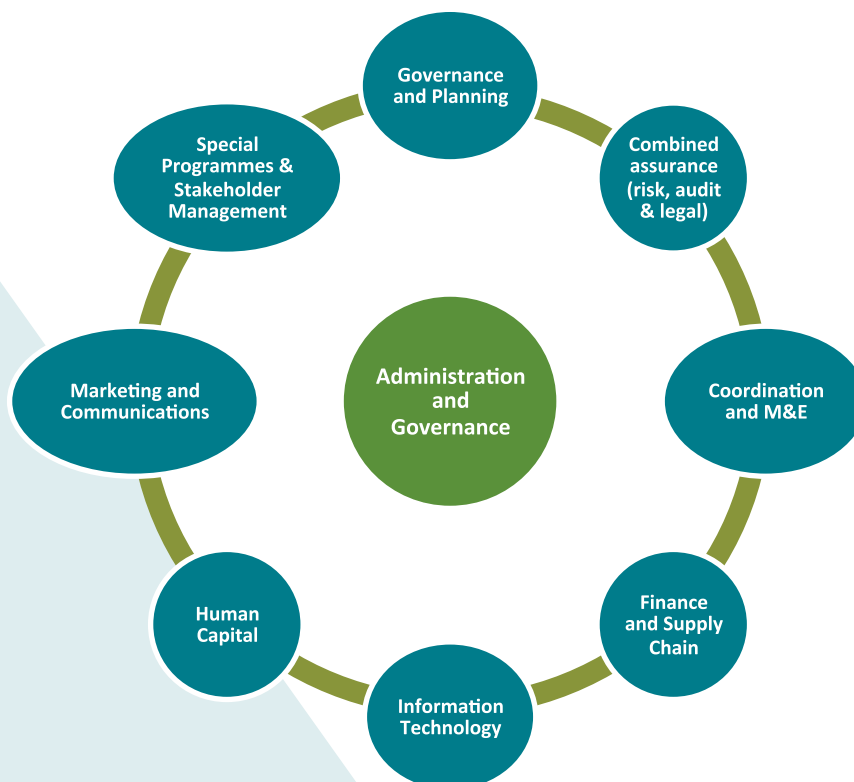 Governance
and Planning
Combined
assurance
(risk, audit
& legal)
Coordination
and M&E
Finance
and Supply
Chain
Information
Technology
Human
Capital
Marketing and
Communications
Special
Programmes &
Stakeholder
Management
Administration
and
Governance